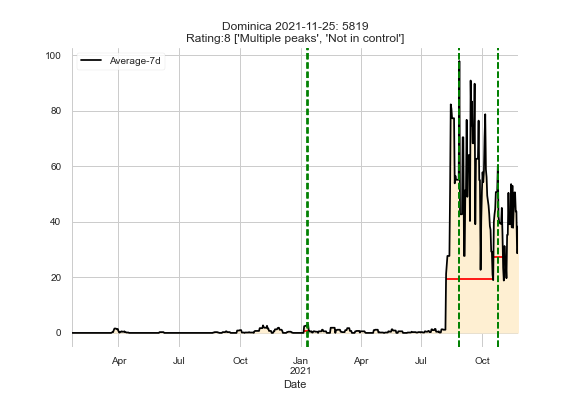 Dominica 2021-11-25: 5819
Rating:8 ['Multiple peaks', 'Not in control']
Average-7d
100
80
60
40
20
0
Apr
Jul
Oct
Jan
2021
Apr
Jul
Oct
Date